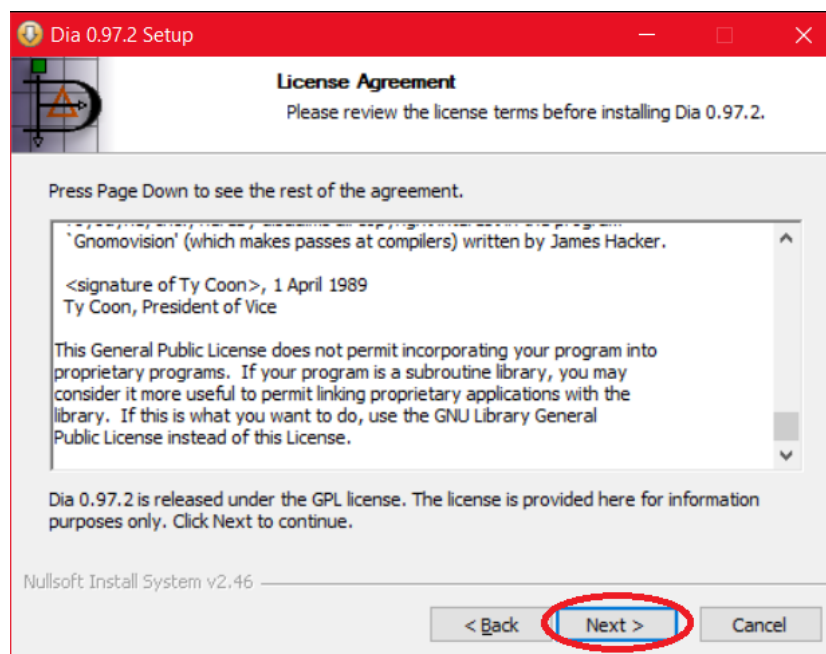 Dia 0.97.2 Setup
License Agreement
Please review the license terms before installing Dia 0.97.2.
Press Page Down to see the rest of the agreement.
`Gnomovision' (which makes passes at compilers) written by James Hacker.
<signature of Ty Coon>, 1 April 1989
Ty Coon, President of Vice
This General Public License does not permit incorporating your program into
proprietary programs.  If your program is a subroutine library, you may
consider it more useful to permit linking proprietary applications with the
library.  If this is what you want to do, use the GNU Library General
Public License instead of this License.
Dia 0.97.2 is released under the GPL license. The license is provided here for information
purposes only. Click Next to continue.
Nullsoft Install System v2.46
< Back Next > Cancel